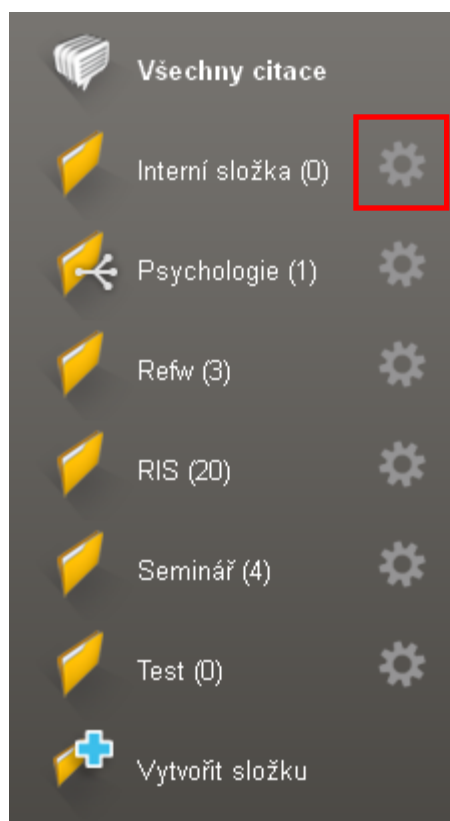 Všechny citace
Interní složka (0)
Psychologie (1)
Refw (3)
RIS (20)
Seminář (4)
Test (0)
Vytvořit složku